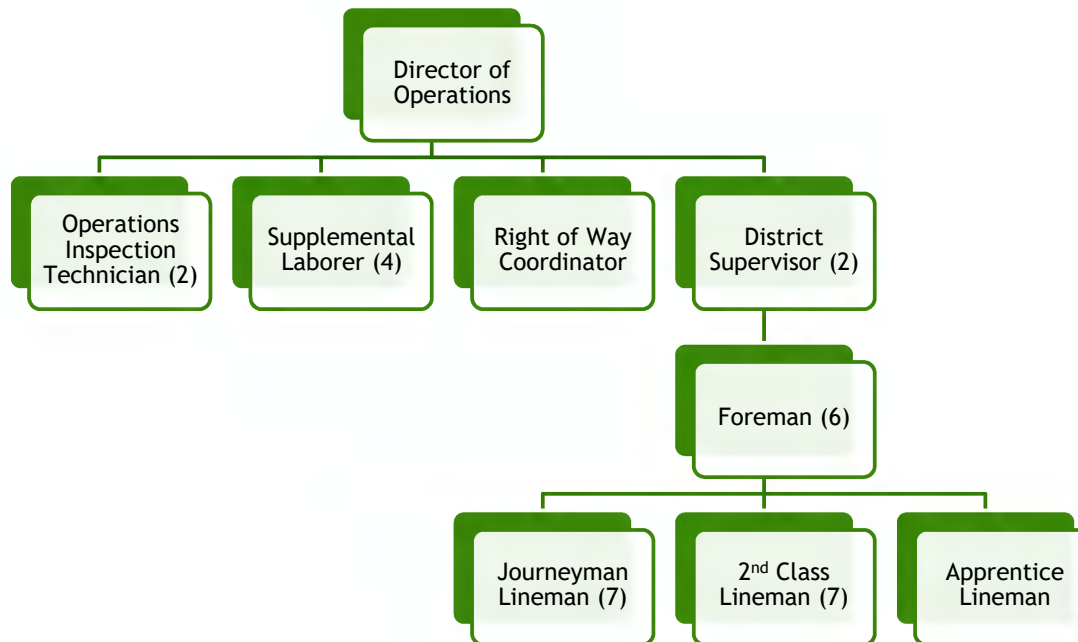 Director of
Operations
Operations
Inspection
Technician (2)
Supplemental
Laborer (4)
Right of Way
Coordinator
District
Supervisor (2)
Foreman (6)
Journeyman
Lineman (7)
2nd Class
Lineman (7)
Apprentice
Lineman